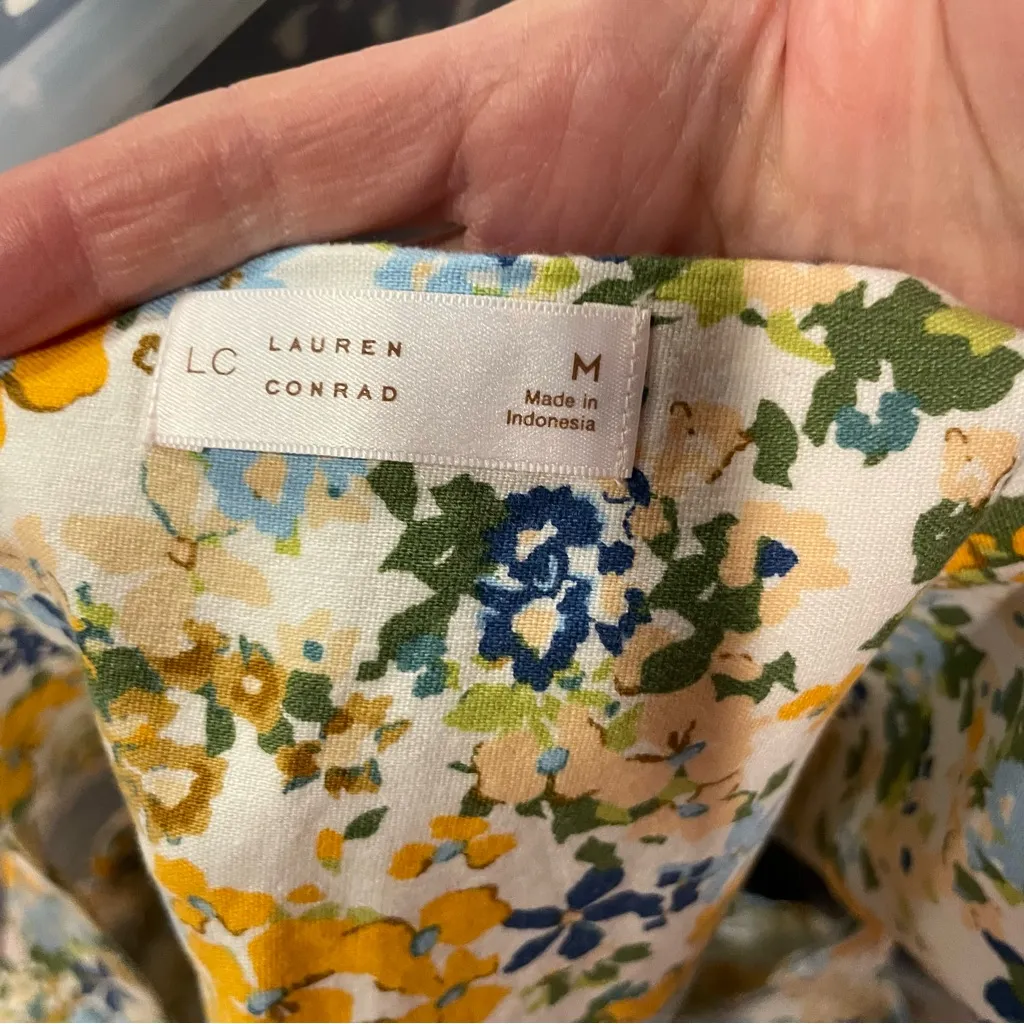 LC LAUREN
CONRAD
M
Made in
Indonesia